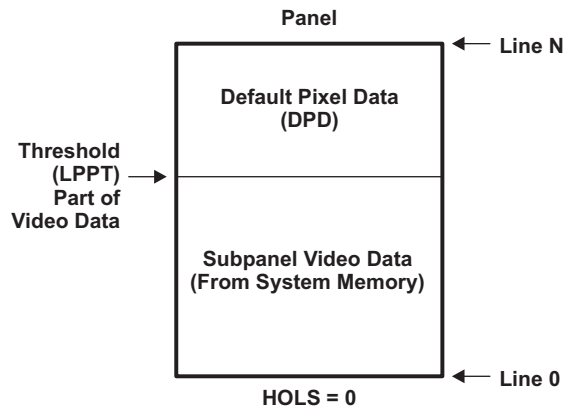 Panel
Line N
Default Pixel Data
(DPD)
Threshold
(LPPT)
Part of
Video Data
Subpanel Video Data
(From System Memory)
Line 0
HOLS = 0